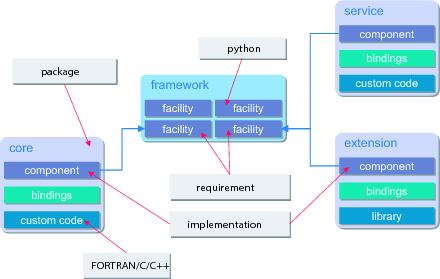 service
component
bindings
custom code
python
package
framework
facility facility
facility facility
core
component
bindings
custom code
extension
component
bindings
library
requirement
implementation
FORTRAN/C/C++